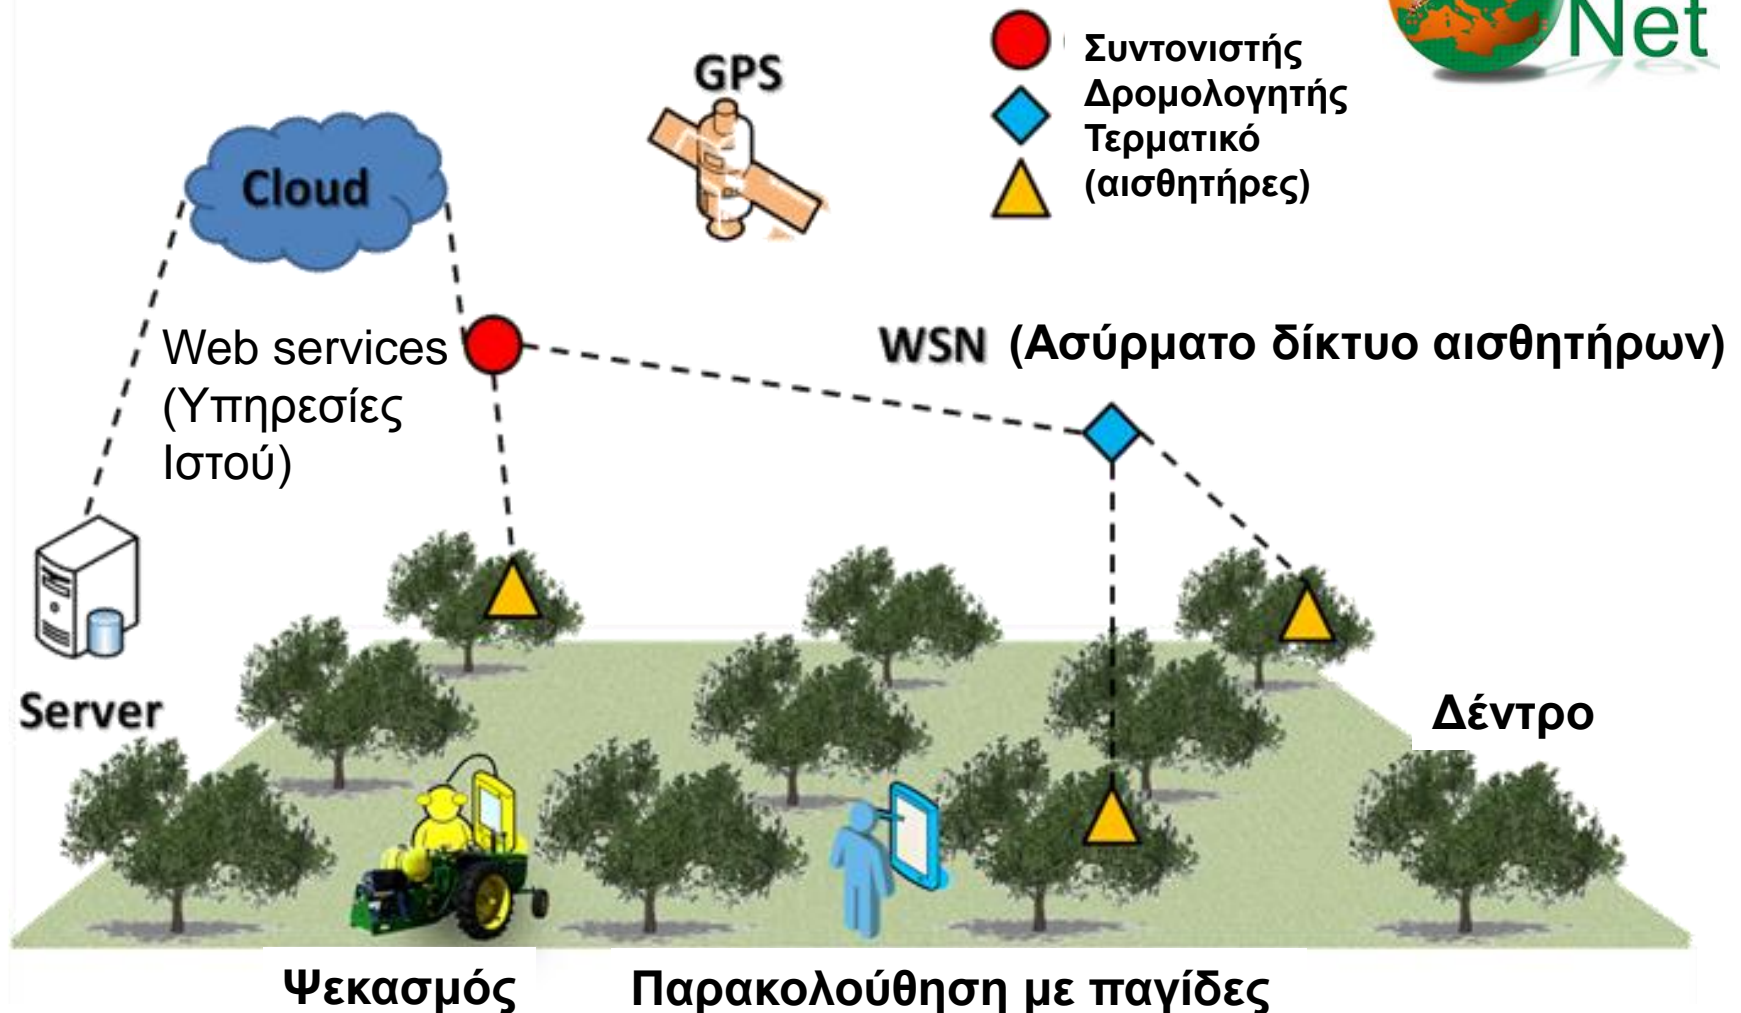 Net
GPS
Συντονιστής
Δρομολογητής
Τερματικό
(αισθητήρες)
Cloud
Web services
(Υπηρεσίες
Ιστού)
WSN (Ασύρματο δίκτυο αισθητήρων)
Server
Δέντρο
Ψεκασμός
Παρακολούθηση με παγίδες